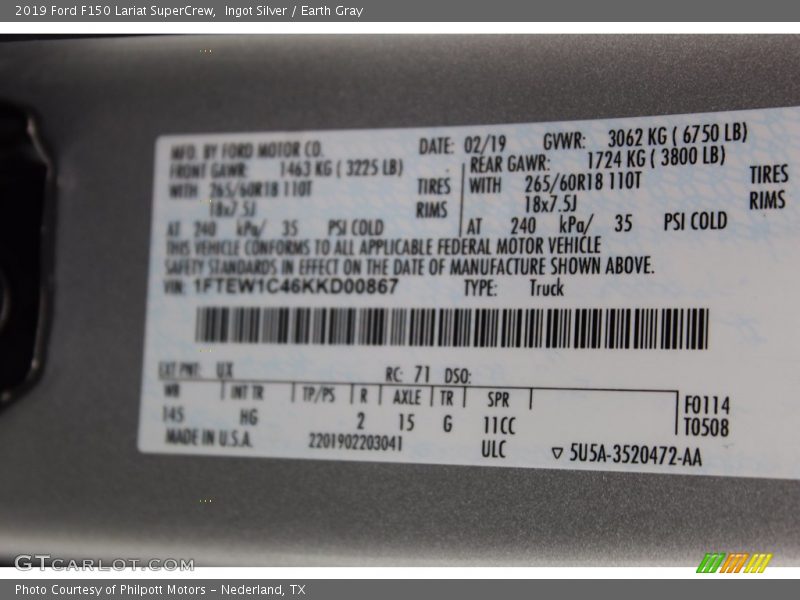 2019 Ford F150 Lariat SuperCrew,  Ingot Silver / Earth Gray
MFD. BY FORD MOTOR CO. DATE: 02/19 GVWR: 3062 KG ( 6750 LB)
FRONT GAWR: 1463 KG ( 3225 LB) REAR GAWR: 1724 KG ( 3800 LB)
WITH 265/60R18 110T TIRES WITH 265/60R18 110T TIRES
18x7.5J RIMS 18x7.5J RIMS
AT 240 kPa/ 35 PSI COLD AT 240 kPa/ 35 PSI COLD
THIS VEHICLE CONFORMS TO ALL APPLICABLE FEDERAL MOTOR VEHICLE
SAFETY STANDARDS IN EFFECT ON THE DATE OF MANUFACTURE SHOWN ABOVE.
VIN: 1FTEW1C46KKD00867 TYPE: Truck
EXT PNT: UX RC: 71 DSO:
WB INT TR TP/PS R AXLE TR SPR F0114
145 HG 2 15 G 11CC T0508
MADE IN U.S.A. 2201902203041 ULC ▽ 5U5A-3520472-AA
GTCARLOT.COM
Photo Courtesy of Philpott Motors - Nederland, TX